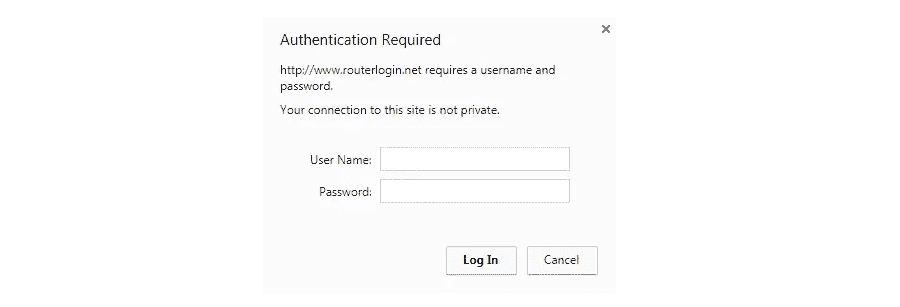 Authentication Required
http://www.routerlogin.net requires a username and
password.
Your connection to this site is not private.
User Name:
Password:
Log In Cancel